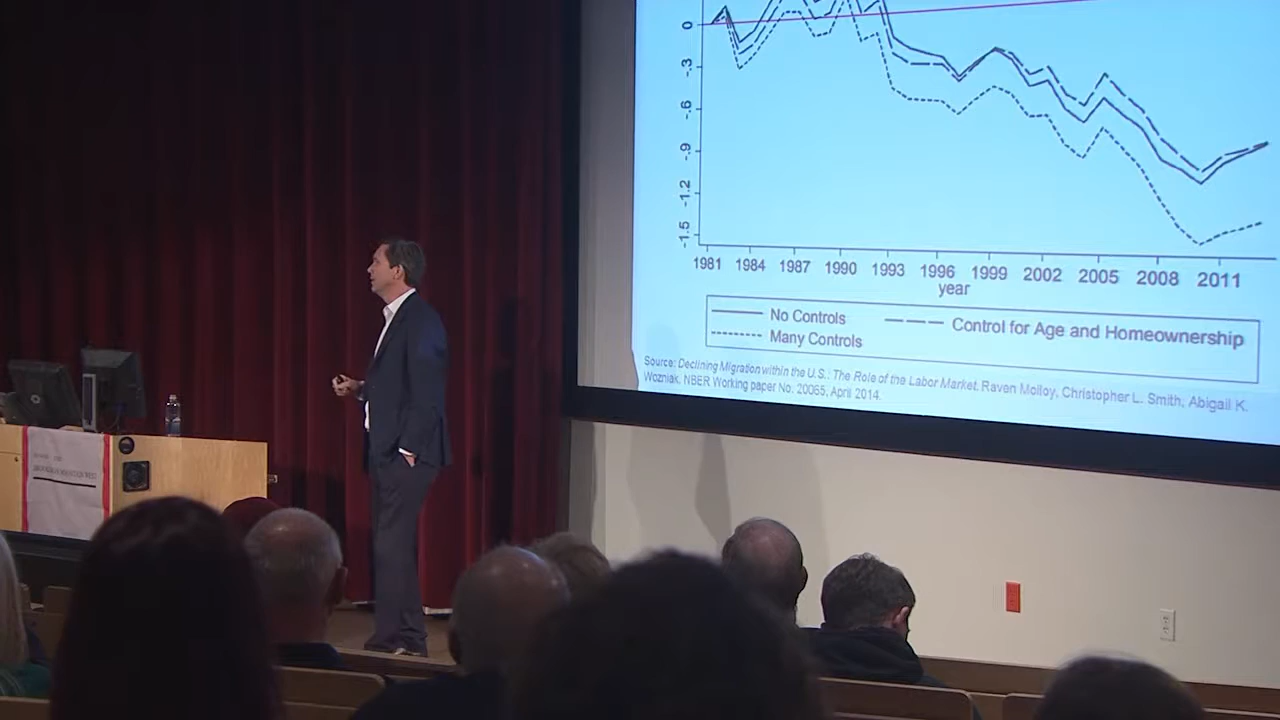 0
-.3
-.6
-.9
-1.2
-1.5
1981 1984 1987 1990 1993 1996 1999 2002 2005 2008 2011
year
No Controls
Control for Age and Homeownership
Many Controls
Source: Declining Migration within the U.S.: The Role of the Labor Market. Raven Molloy, Christopher L. Smith, Abigail K.
Wozniak, NBER Working paper No. 20065, April 2014.